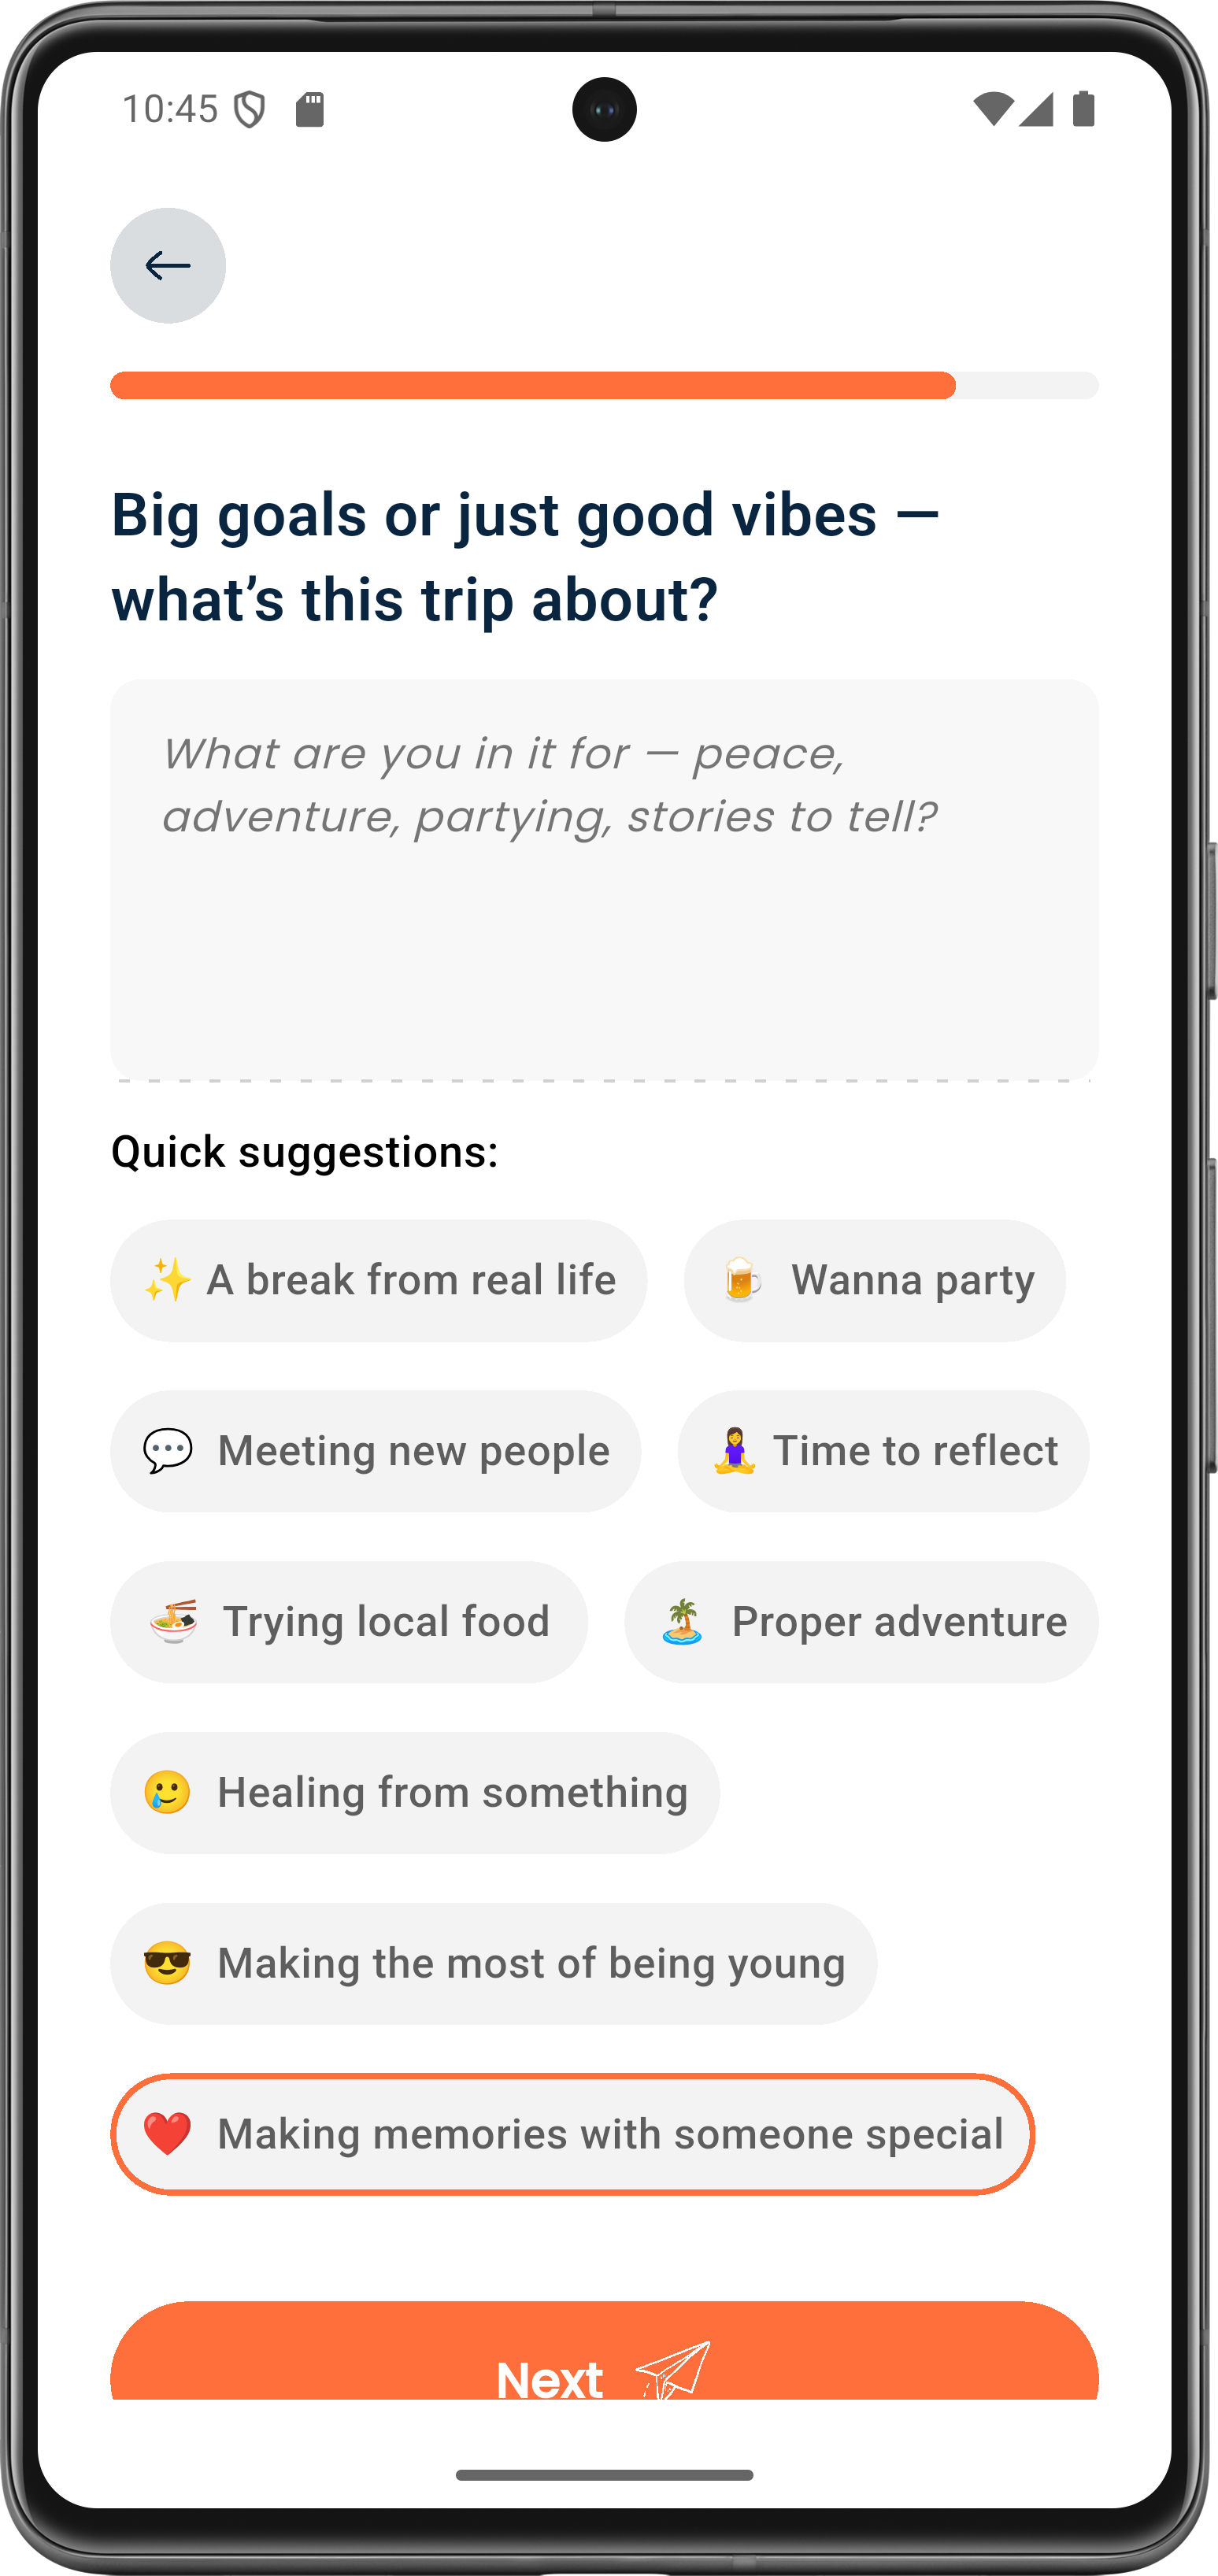 10:45
Big goals or just good vibes —
what’s this trip about?
What are you in it for — peace,
adventure, partying, stories to tell?
Quick suggestions:
✨ A break from real life
🍺 Wanna party
💬 Meeting new people
🧘‍♀️ Time to reflect
🍜 Trying local food
🏝️ Proper adventure
🥲 Healing from something
😎 Making the most of being young
❤️ Making memories with someone special
Next